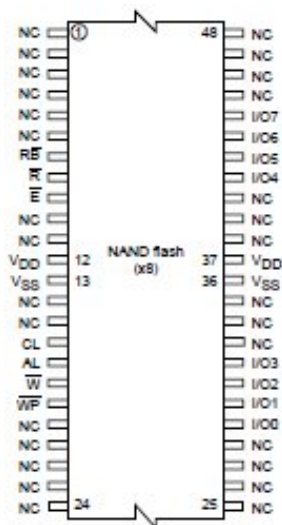 NC 1 48 NC
NC NC
NC NC
NC NC
NC I/O7
NC I/O6
RB̅ I/O5
R̅ I/O4
E̅ NC
NC NC
NC NAND flash NC
VDD 12 (x8) 37 VDD
VSS 13 36 VSS
NC NC
NC NC
CL NC
AL I/O3
W̅ I/O2
W̅P̅ I/O1
NC I/O0
NC NC
NC NC
NC NC
NC 24 25 NC